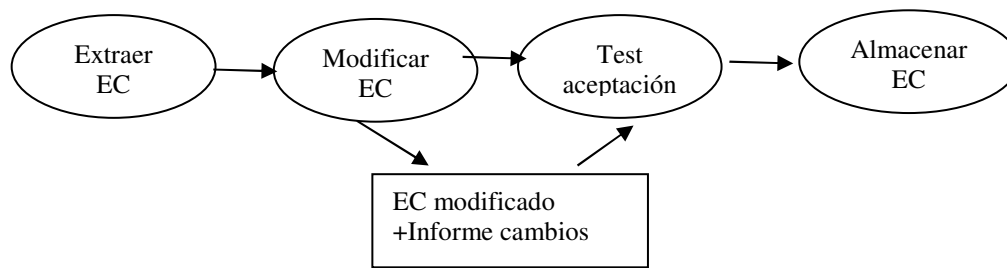 Extraer
EC
Modificar
EC
Test
aceptación
Almacenar
EC
EC modificado
+Informe cambios